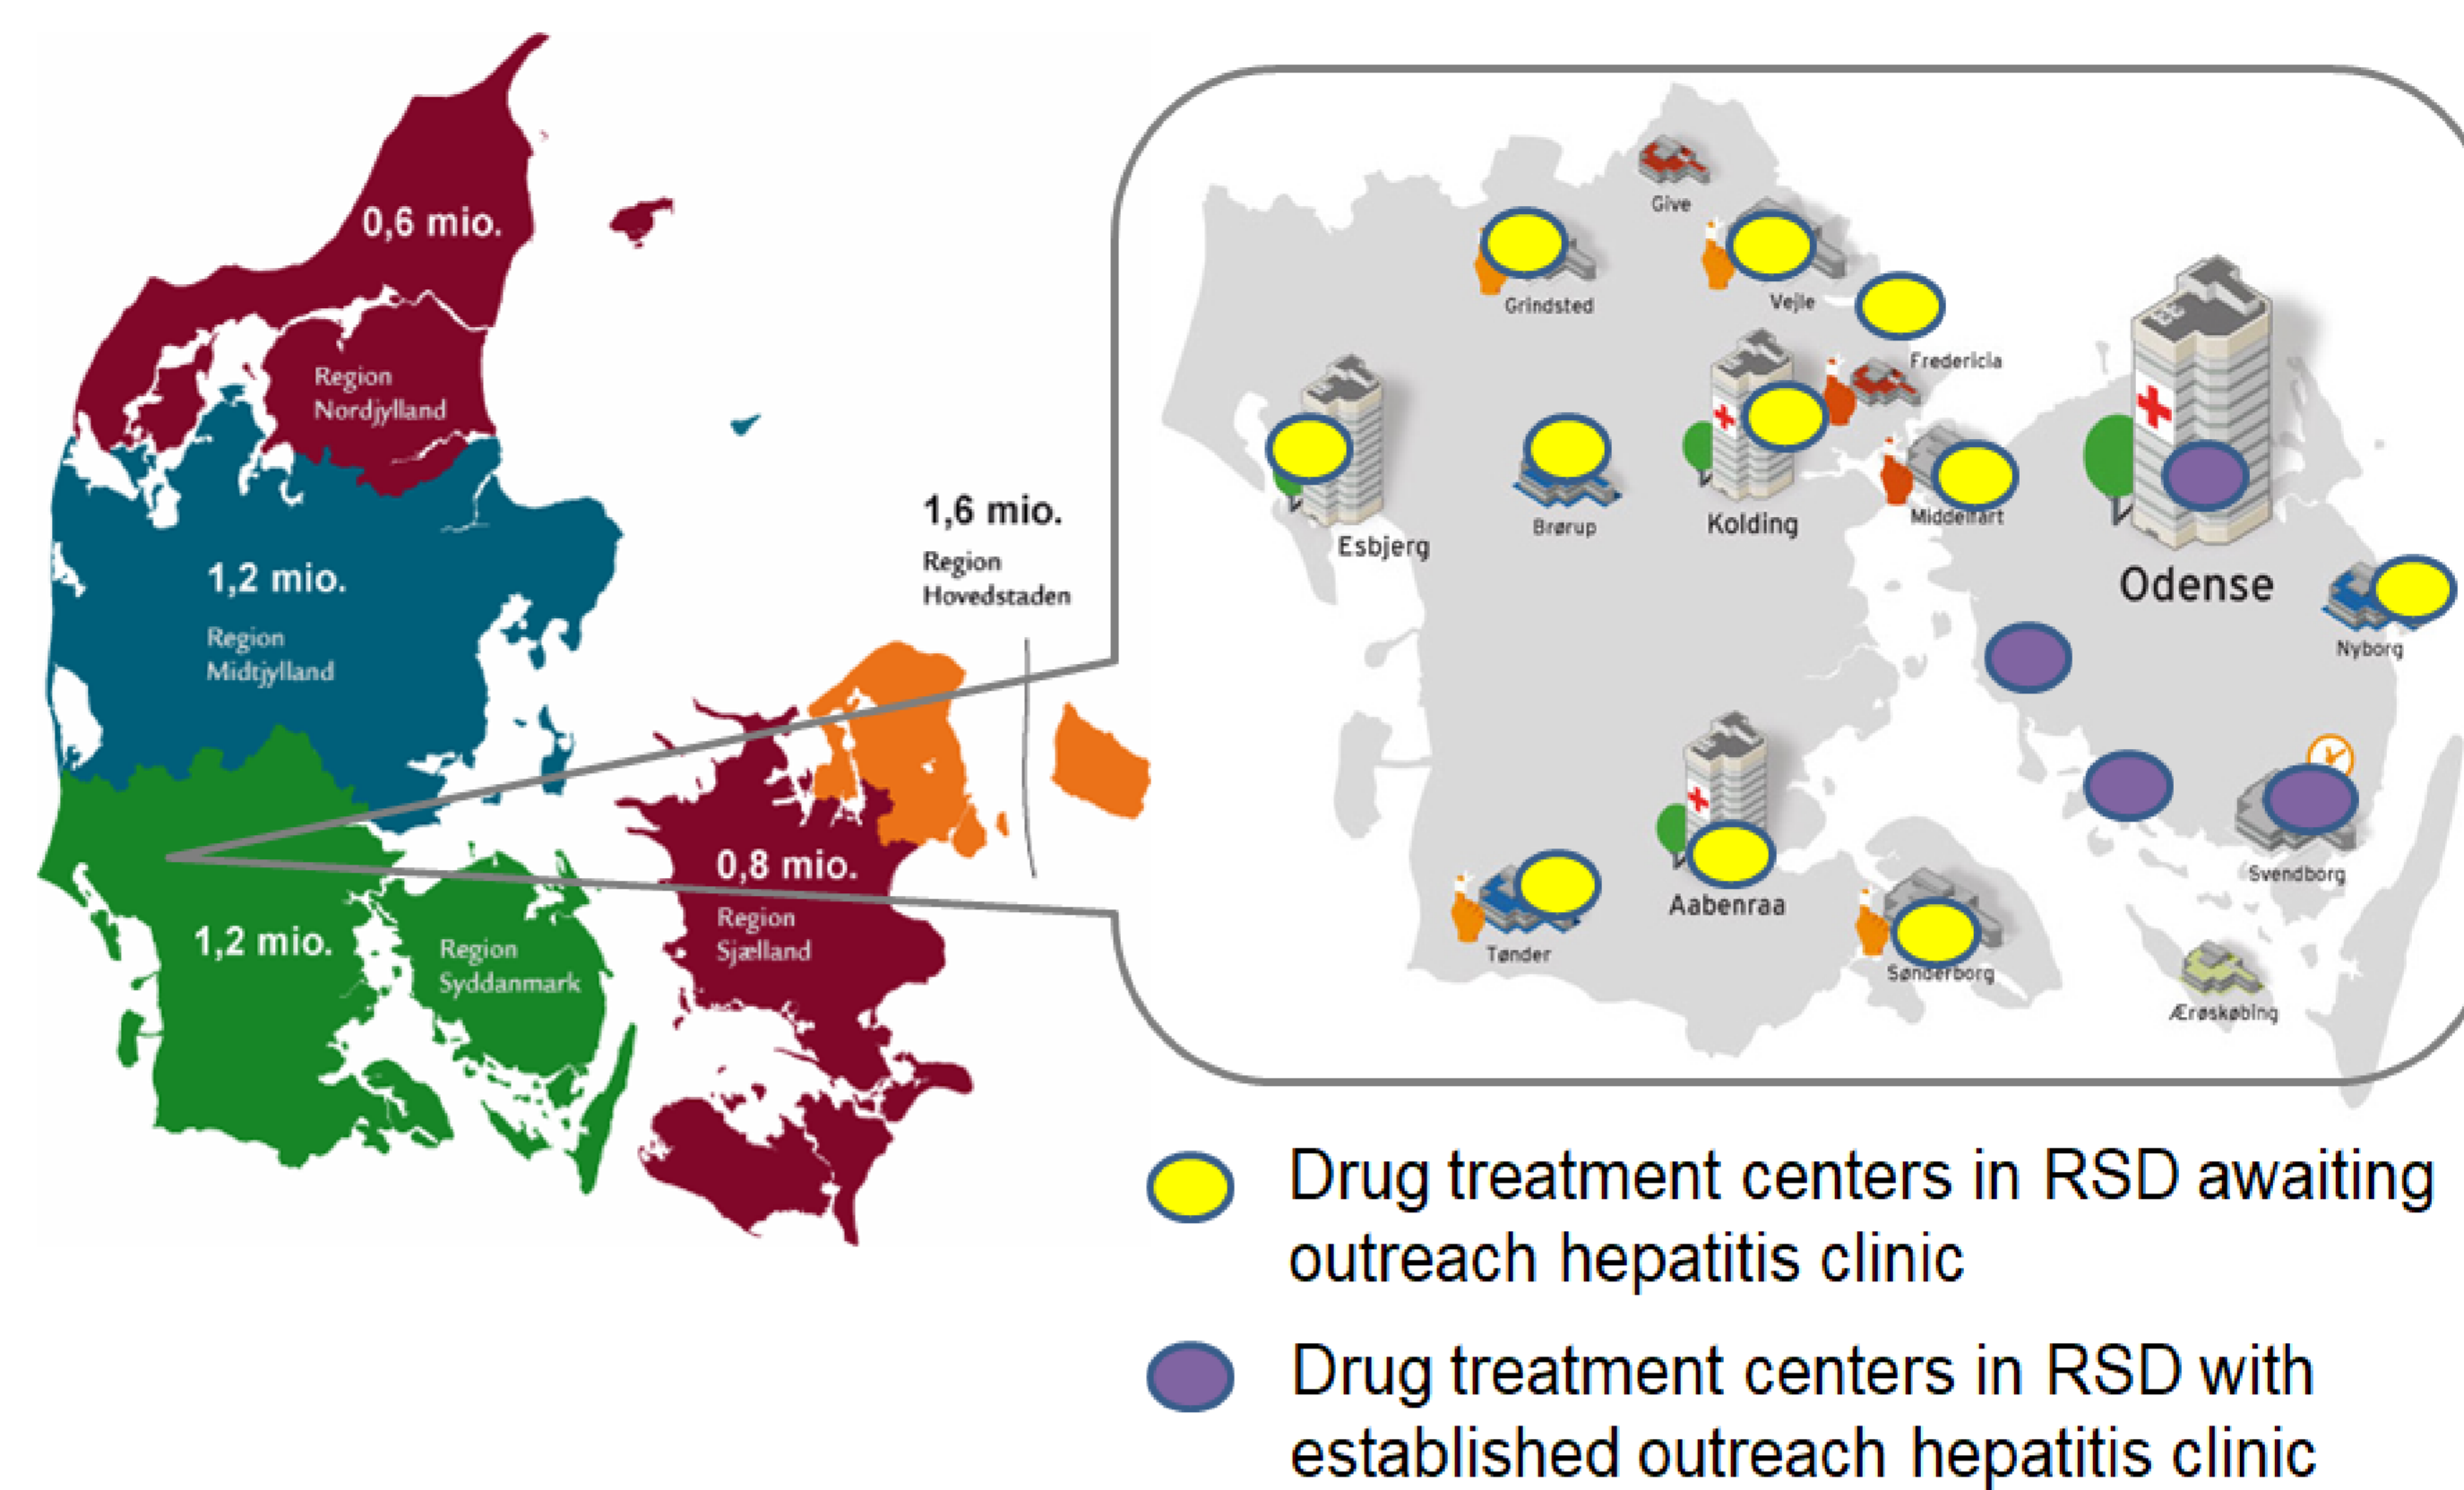 0,6 mio.
Region
Nordjylland
1,2 mio.
Region
Midtjylland
1,6 mio.
Region
Hovedstaden
0,8 mio.
Region
Sjælland
1,2 mio.
Region
Syddanmark
Give
Grindsted
Vejle
Fredericia
Esbjerg
Brørup
Kolding
Middelfart
Odense
Nyborg
Svendborg
Tønder
Aabenraa
Sønderborg
Ærøskøbing
Drug treatment centers in RSD awaiting
outreach hepatitis clinic
Drug treatment centers in RSD with
established outreach hepatitis clinic